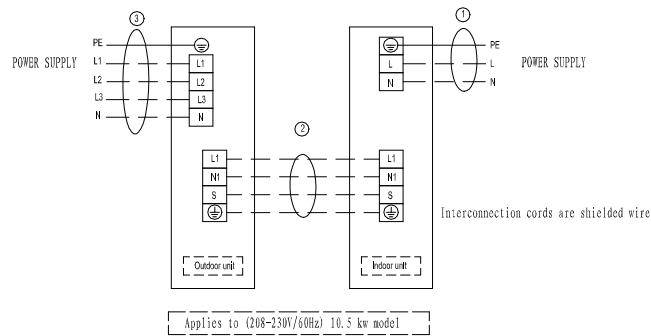 ③ ①
PE PE
POWER SUPPLY L1 L1 L L POWER SUPPLY
L2 L2 N N
L3 L3
N N
②
L1 L1
N1 N1
S S
Interconnection cords are shielded wire
Outdoor unit Indoor unit
Applies to (208-230V/60Hz) 10.5 kw model